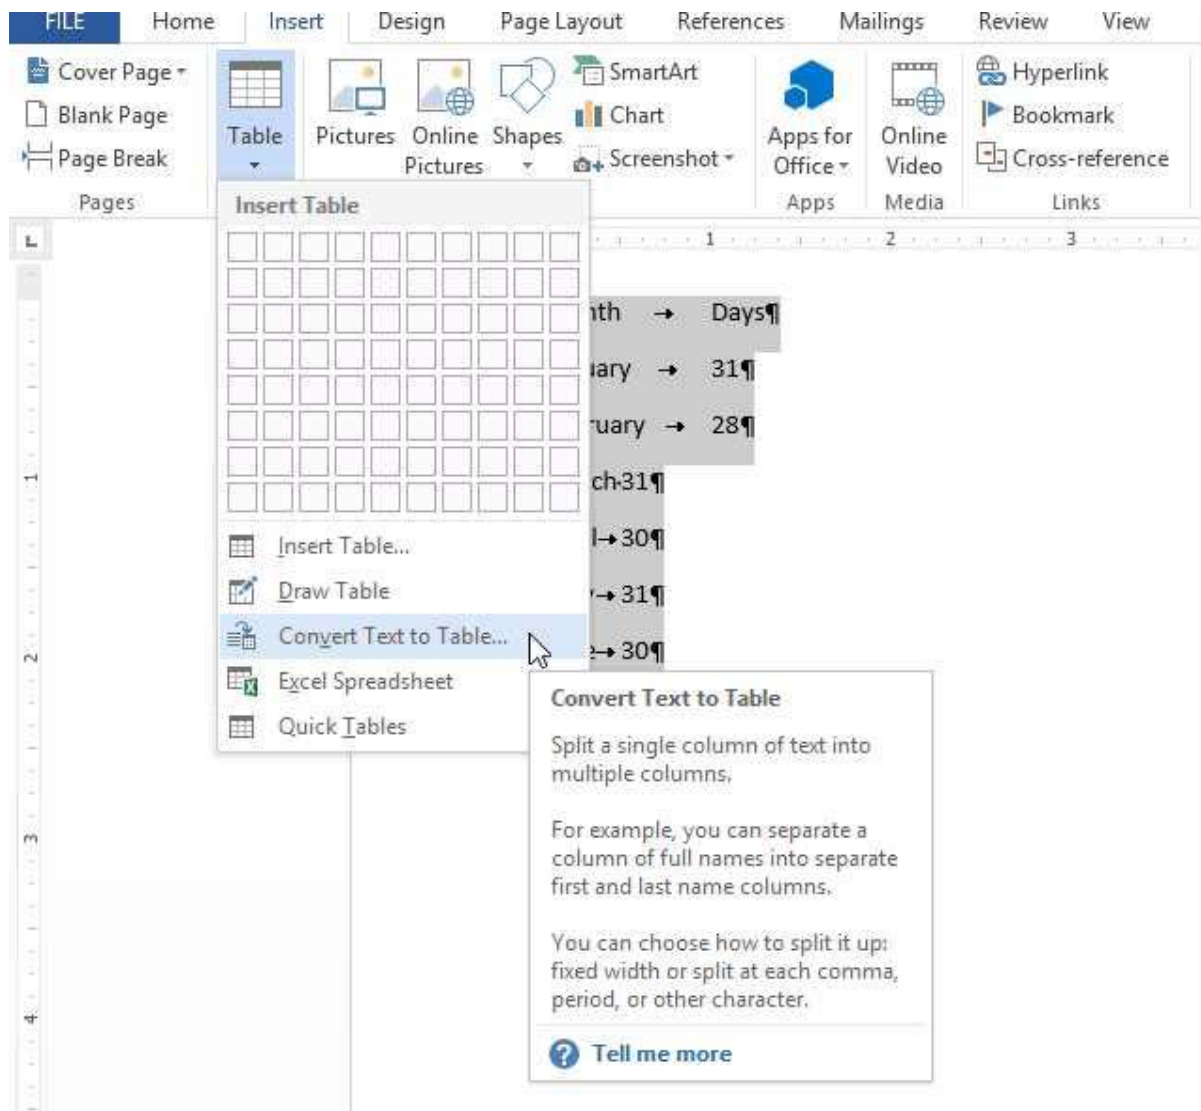 FILE Home Insert Design Page Layout References Mailings Review View
Cover Page
Blank Page
Page Break
Pages
Table
Pictures
Online
Pictures
Shapes
SmartArt
Chart
Screenshot
Apps for
Office
Apps
Online
Video
Media
Hyperlink
Bookmark
Cross-reference
Links
Insert Table
1 2 3
nth → Days¶
uary → 31¶
ruary → 28¶
ch→31¶
l→30¶
→31¶
e→30¶
Insert Table...
Draw Table
Convert Text to Table...
Excel Spreadsheet
Quick Tables
Convert Text to Table
Split a single column of text into
multiple columns.
For example, you can separate a
column of full names into separate
first and last name columns.
You can choose how to split it up:
fixed width or split at each comma,
period, or other character.
Tell me more
1
2
3
4